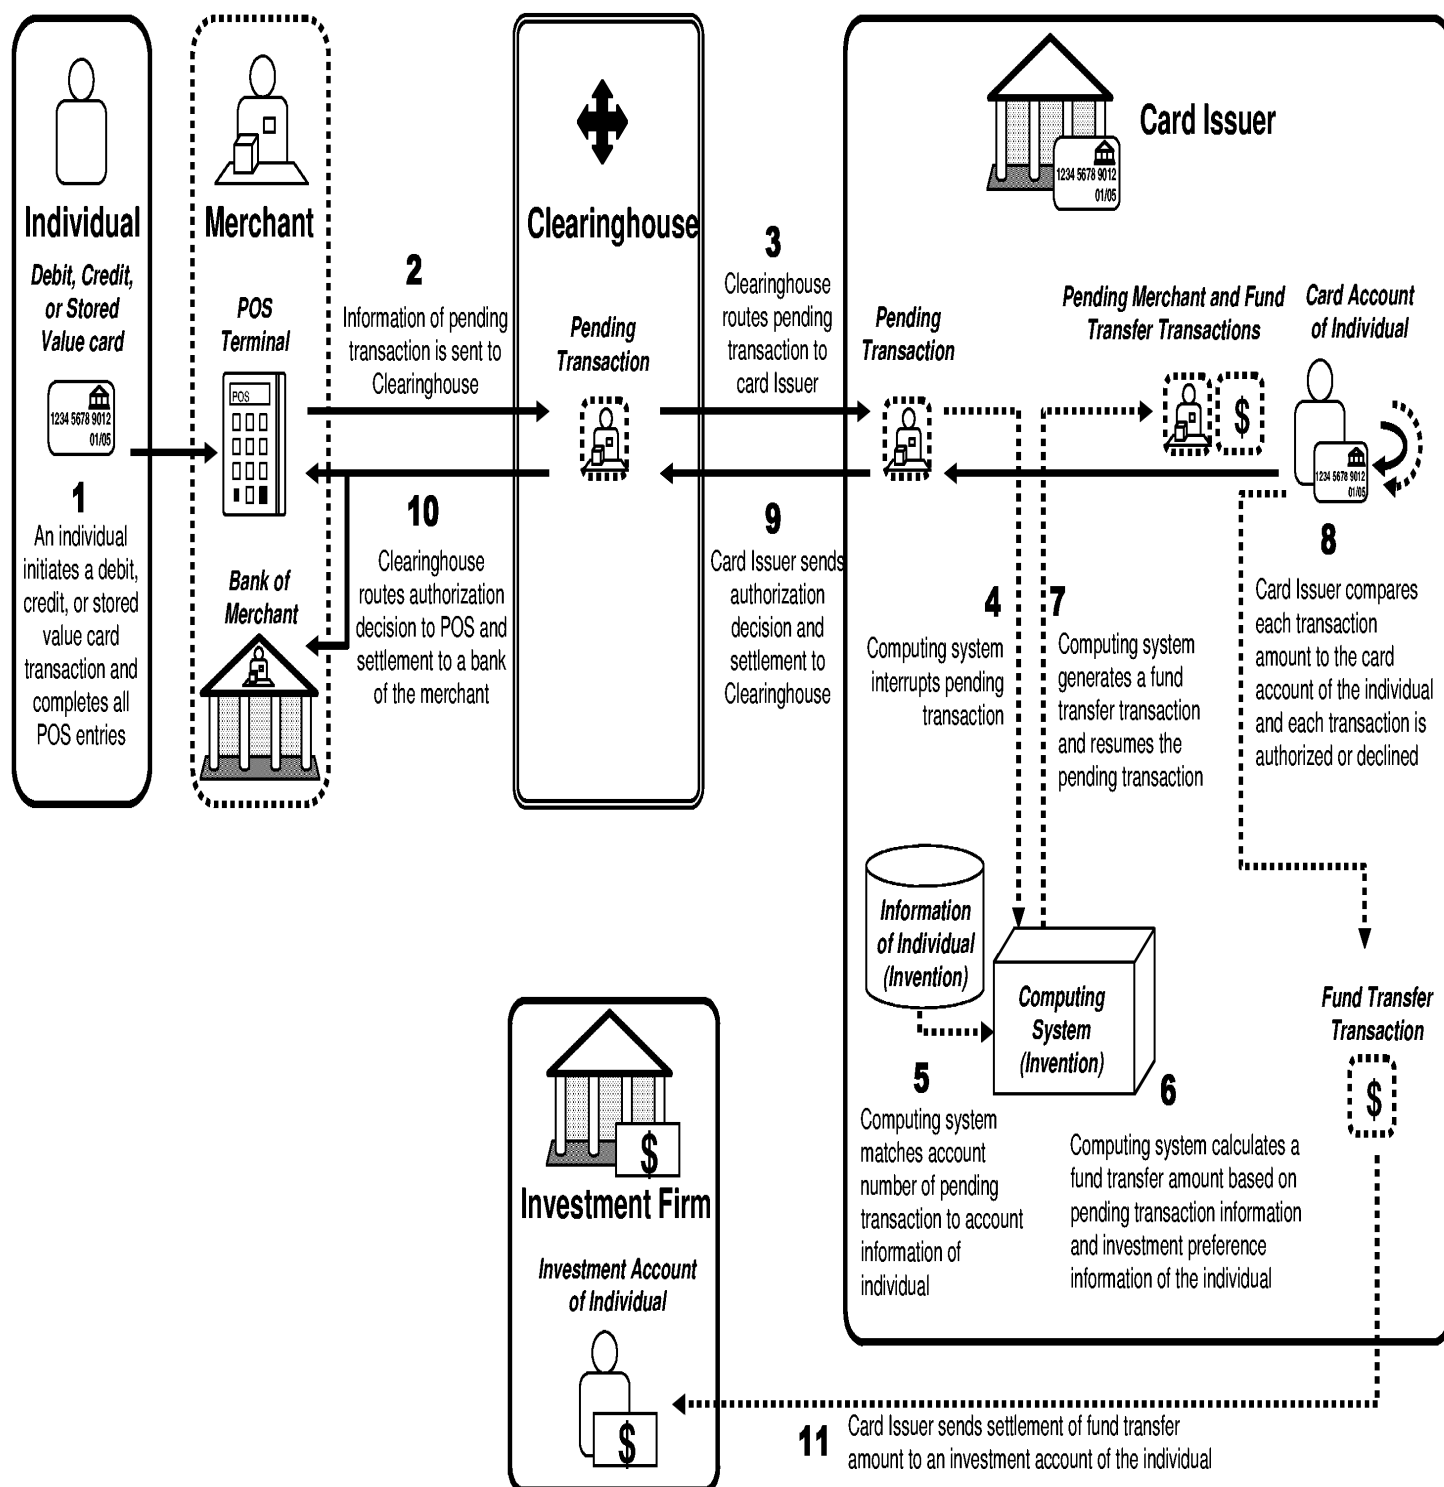 Individual
Debit, Credit,
or Stored
Value card
1234 5678 9012
01/05
1
An individual
initiates a debit,
credit, or stored
value card
transaction and
completes all
POS entries
Merchant
POS
Terminal
POS
Bank of
Merchant
2
Information of pending
transaction is sent to
Clearinghouse
10
Clearinghouse
routes authorization
decision to POS and
settlement to a bank
of the merchant
Clearinghouse
Pending
Transaction
3
Clearinghouse
routes pending
transaction to
card Issuer
9
Card Issuer sends
authorization
decision and
settlement to
Clearinghouse
Card Issuer
1234 5678 9012
01/05
Pending
Transaction
Pending Merchant and Fund
Transfer Transactions
$
Card Account
of Individual
1234 5678 9012
01/05
4
Computing system
interrupts pending
transaction
7
Computing system
generates a fund
transfer transaction
and resumes the
pending transaction
8
Card Issuer compares
each transaction
amount to the card
account of the individual
and each transaction is
authorized or declined
Information
of Individual
(Invention)
Computing
System
(Invention)
5
Computing system
matches account
number of pending
transaction to account
information of
individual
6
Computing system calculates a
fund transfer amount based on
pending transaction information
and investment preference
information of the individual
Fund Transfer
Transaction
$
$
Investment Firm
Investment Account
of Individual
$
11
Card Issuer sends settlement of fund transfer
amount to an investment account of the individual